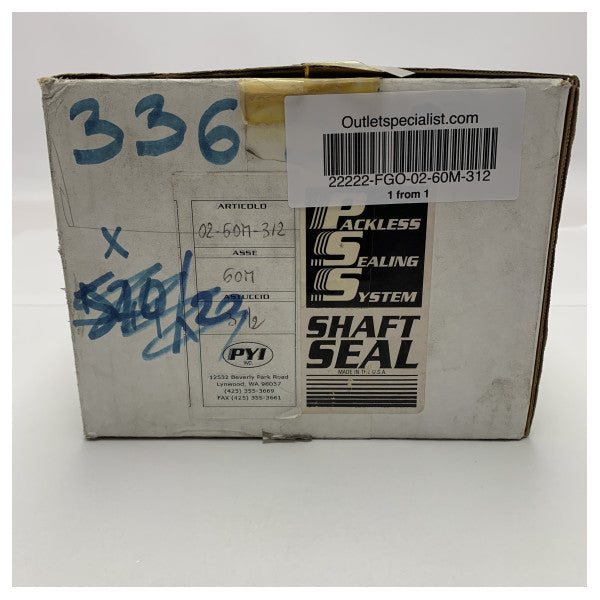 336
Outletspecialist.com
22222-FGO-02-60M-312
1 from 1
ARTICOLO
02-60M-312
ASSE
60M
ASTUCCIO
312
PYI
INC.
12532 Beverly Park Road
Lynwood, WA 98037
(425) 355-3669
FAX (425) 355-3661
X
PSS
PACKLESS
SEALING
SYSTEM
SHAFT
SEAL
MADE IN THE U.S.A.